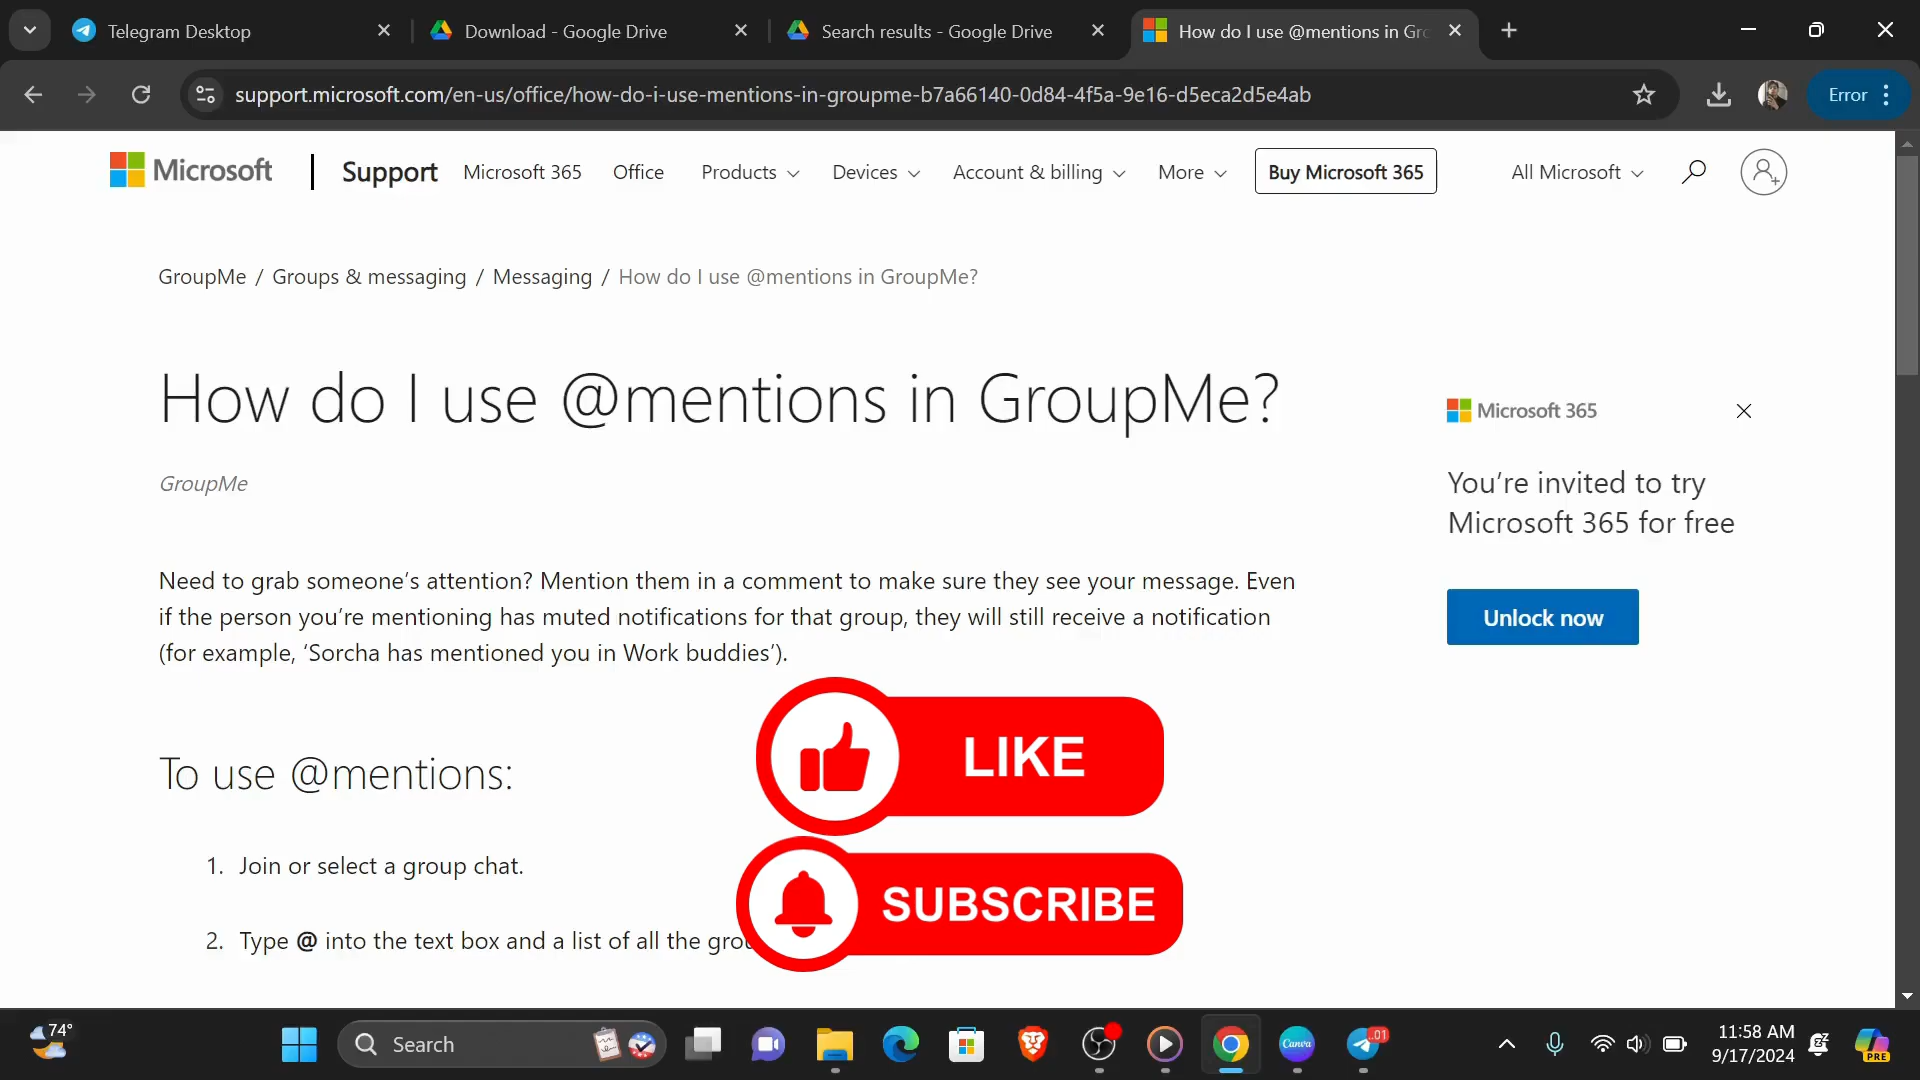 Telegram Desktop
Download - Google Drive
Search results - Google Drive
How do I use @mentions in Gr
support.microsoft.com/en-us/office/how-do-i-use-mentions-in-groupme-b7a66140-0d84-4f5a-9e16-d5eca2d5e4ab
Error
Microsoft
Support
Microsoft 365
Office
Products
Devices
Account & billing
More
Buy Microsoft 365
All Microsoft
GroupMe / Groups & messaging / Messaging / How do I use @mentions in GroupMe?
How do I use @mentions in GroupMe?
GroupMe
Microsoft 365
You’re invited to try
Microsoft 365 for free
Unlock now
Need to grab someone’s attention? Mention them in a comment to make sure they see your message. Even
if the person you’re mentioning has muted notifications for that group, they will still receive a notification
(for example, ‘Sorcha has mentioned you in Work buddies’).
LIKE
To use @mentions:
1. Join or select a group chat.
SUBSCRIBE
2. Type @ into the text box and a list of all the grou
74°
Search
Canva
.01
11:58 AM
9/17/2024
PRE